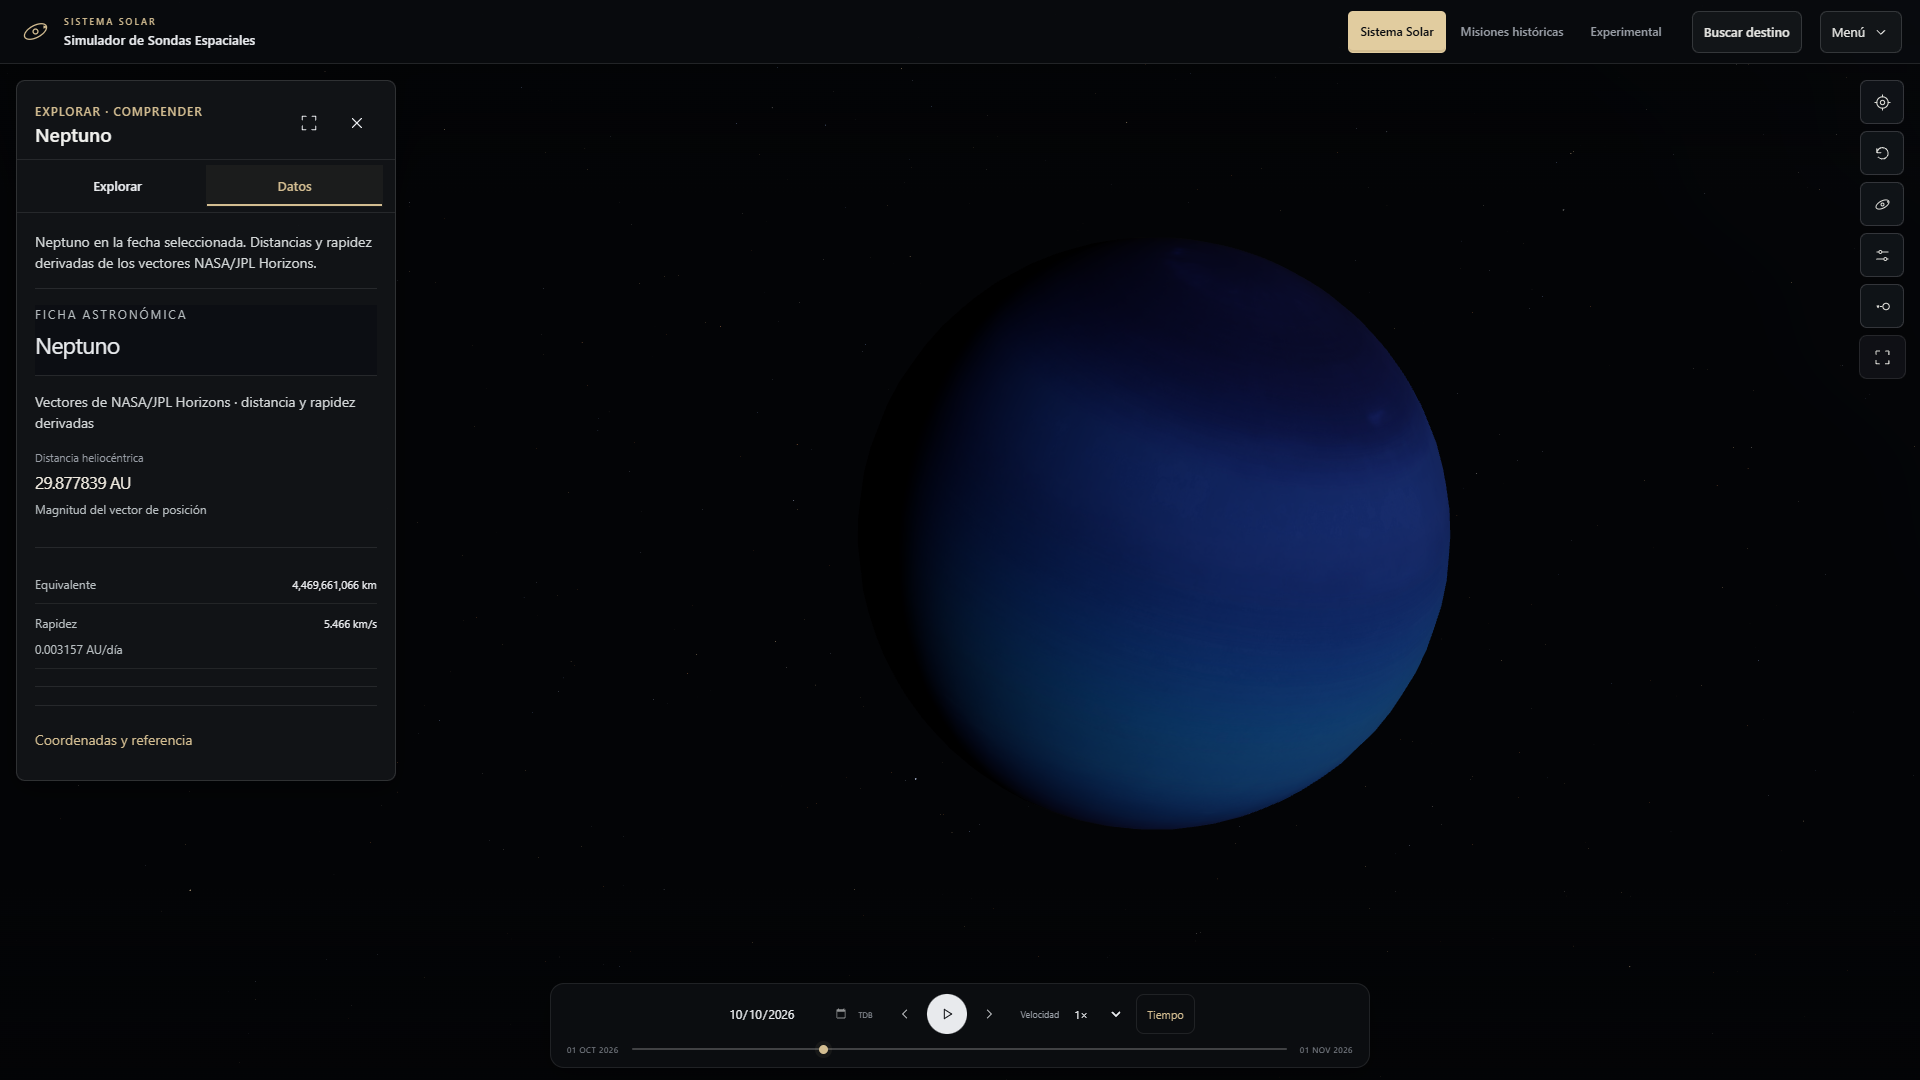 SISTEMA SOLAR
Simulador de Sondas Espaciales
Sistema Solar
Misiones históricas
Experimental
Buscar destino
Menú
EXPLORAR · COMPRENDER
Neptuno
Explorar
Datos
Neptuno en la fecha seleccionada. Distancias y rapidez
derivadas de los vectores NASA/JPL Horizons.
FICHA ASTRONÓMICA
Neptuno
Vectores de NASA/JPL Horizons · distancia y rapidez
derivadas
Distancia heliocéntrica
29.877839 AU
Magnitud del vector de posición
Equivalente
4,469,661,066 km
Rapidez
5.466 km/s
0.003157 AU/día
Coordenadas y referencia
10/10/2026
TDB
Velocidad
1×
Tiempo
01 OCT 2026
01 NOV 2026